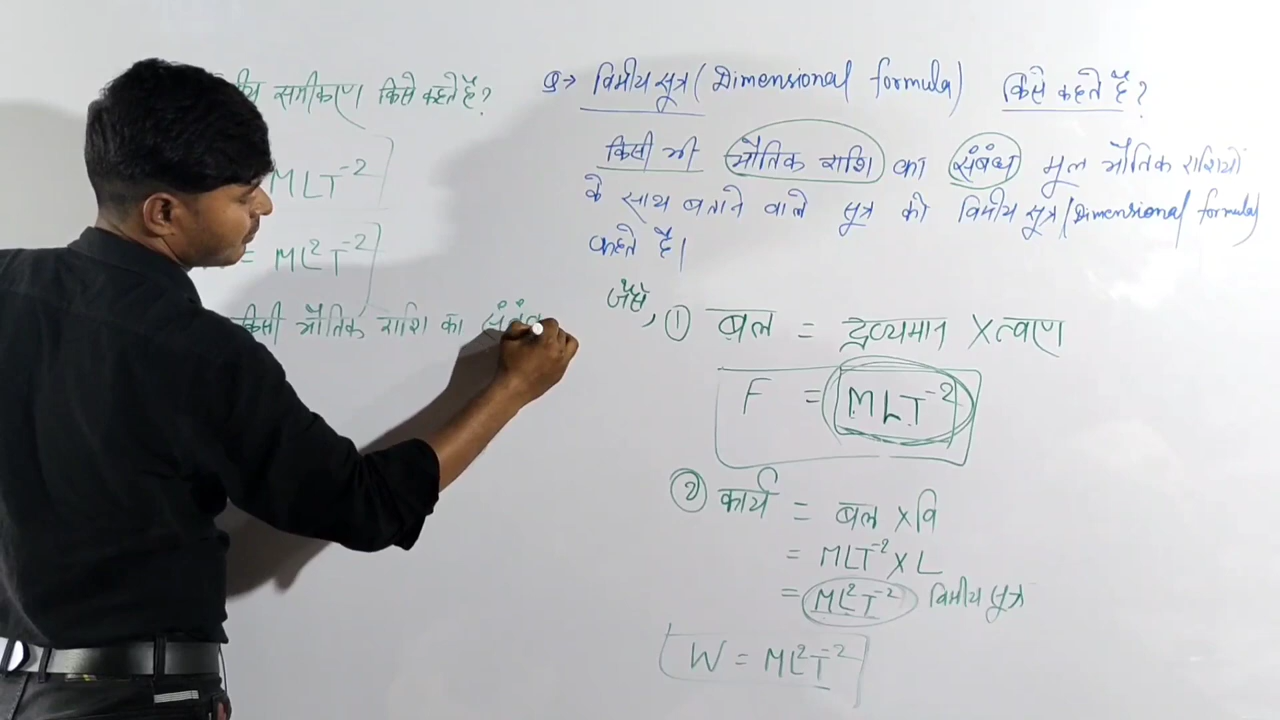 समीकरण किसे कहते हैं?
MLT⁻²
= ML²T⁻²
किसी भौतिक राशि का संबंध
Q→ विमीय सूत्र (Dimensional formula) किसे कहते हैं?
किसी भी भौतिक राशि का संबंध मूल भौतिक राशियों
के साथ बताने वाले सूत्र को विमीय सूत्र (Dimensional formula)
कहते हैं।
जैसे,
① बल = द्रव्यमान X त्वरण
F = MLT⁻²
② कार्य = बल X वि
= MLT⁻² X L
= ML²T⁻² विमीय सूत्र
W = ML²T⁻²